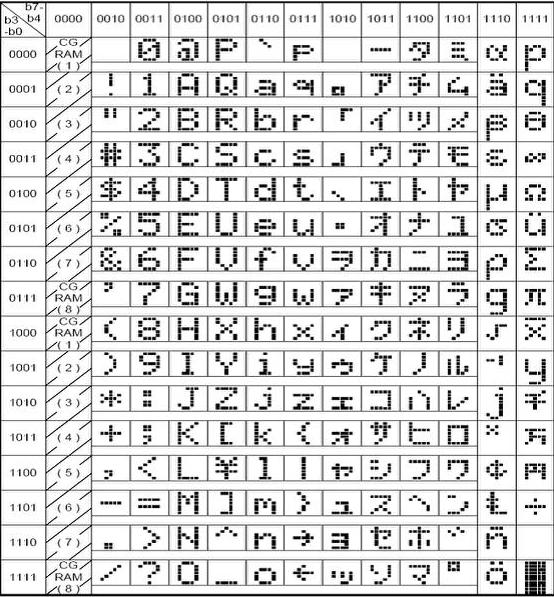 b7-
b3 b4 0000 0010 0011 0100 0101 0110 0111 1010 1011 1100 1101 1110 1111
-b0
0000 CG RAM (1) 0 @ P ` p ー タ ミ α p
0001 (2) ! 1 A Q a q 。 ア チ ム ä q
0010 (3) " 2 B R b r 「 イ ツ メ β θ
0011 (4) # 3 C S c s 」 ウ テ モ ε ∞
0100 (5) $ 4 D T d t 、 エ ト ヤ μ Ω
0101 (6) % 5 E U e u ・ オ ナ ユ σ ü
0110 (7) & 6 F V f v ヲ カ ニ ヨ ρ Σ
0111 CG RAM (8) ' 7 G W g w ァ キ ヌ ラ g π
1000 CG RAM (1) ( 8 H X h x ィ ク ネ リ √ x̄
1001 (2) ) 9 I Y i y ゥ ケ ノ ル ⁻¹ y
1010 (3) * : J Z j z ェ コ ハ レ j 千
1011 (4) + ; K [ k { ォ サ ヒ ロ ˣ 万
1100 (5) , < L ¥ l | ャ シ フ ワ ¢ 円
1101 (6) - = M ] m } ュ ス ヘ ン £ ÷
1110 (7) . > N ^ n → ョ セ ホ ゛ ñ
1111 CG RAM (8) / ? O _ o ← ッ ソ マ ゜ ö █